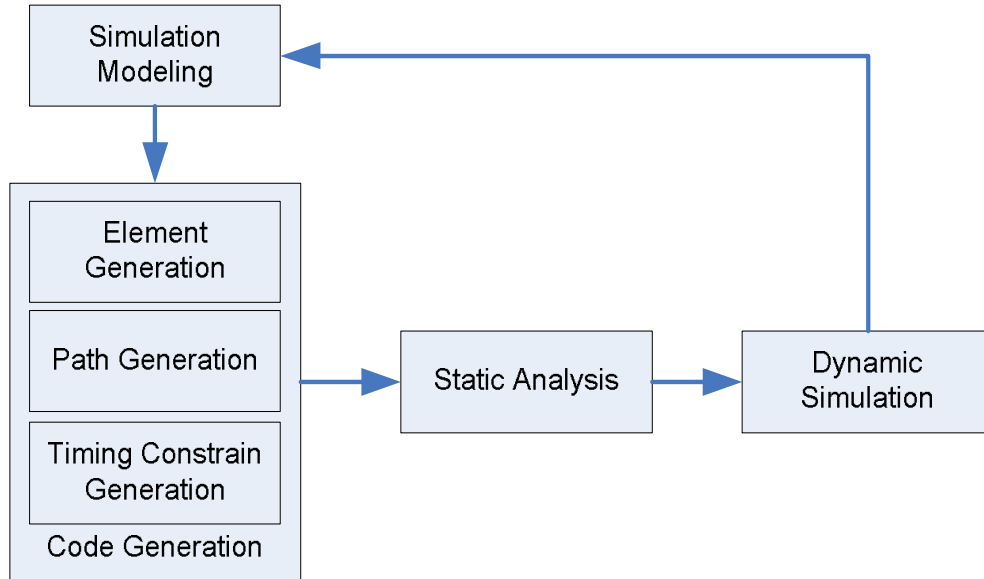 Simulation
Modeling
Element
Generation
Path Generation
Timing Constrain
Generation
Code Generation
Static Analysis
Dynamic
Simulation